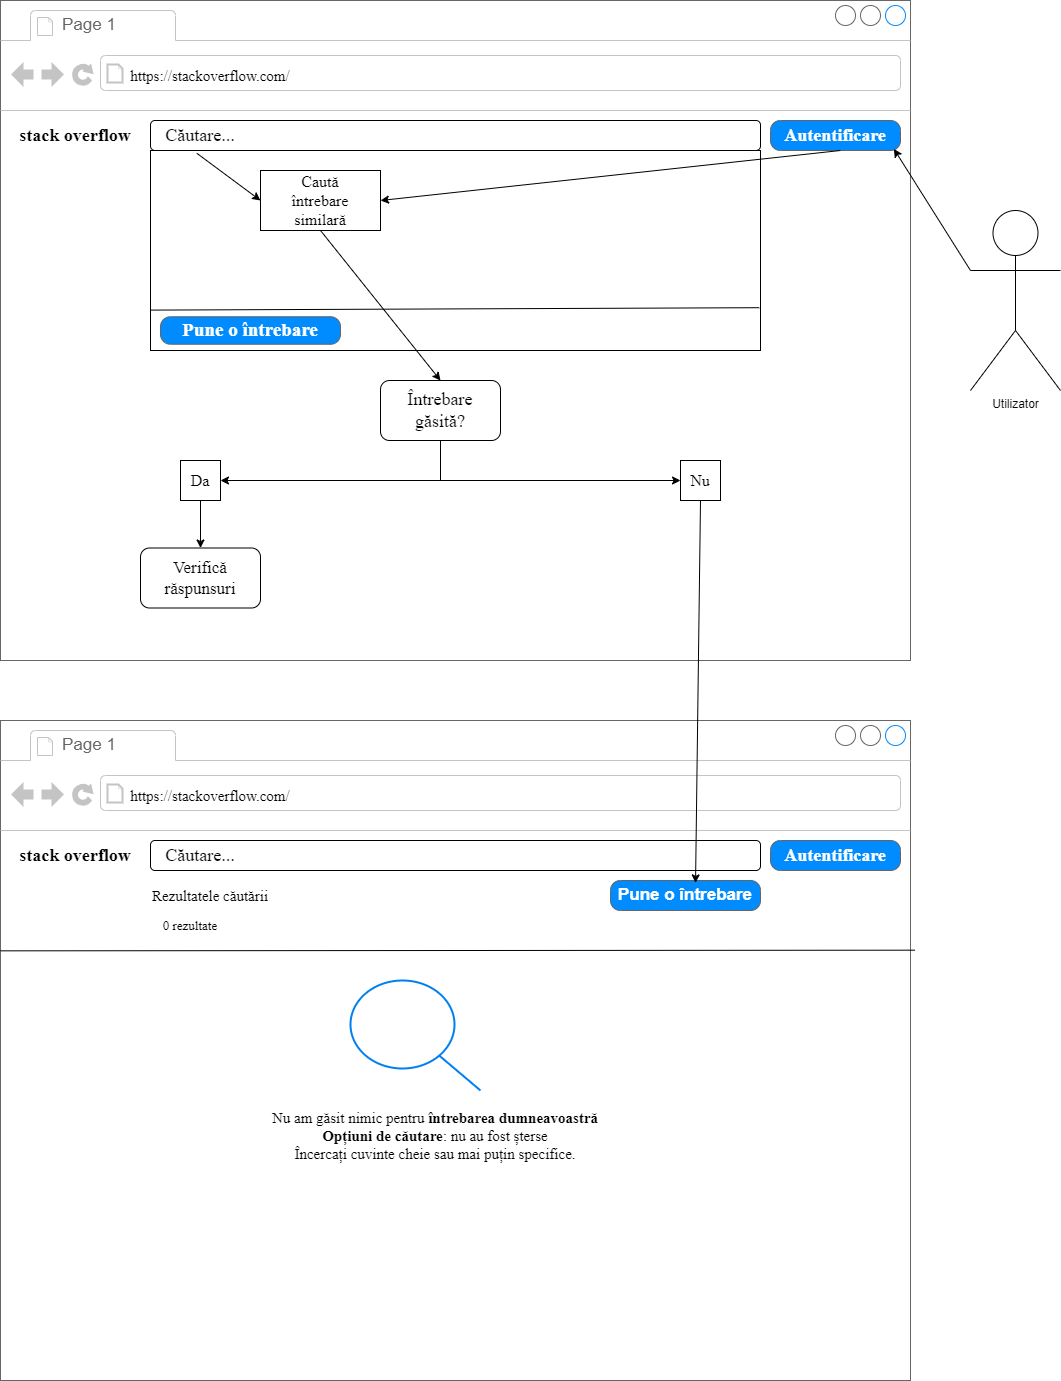 Page 1
https://stackoverflow.com/
stack overflow
Căutare...
Autentificare
Caută
întrebare
similară
Pune o întrebare
Utilizator
Întrebare
găsită?
Da
Nu
Verifică
răspunsuri
Page 1
https://stackoverflow.com/
stack overflow
Căutare...
Autentificare
Rezultatele căutării
Pune o întrebare
0 rezultate
Nu am găsit nimic pentru întrebarea dumneavoastră
Opțiuni de căutare: nu au fost șterse
Încercați cuvinte cheie sau mai puțin specifice.